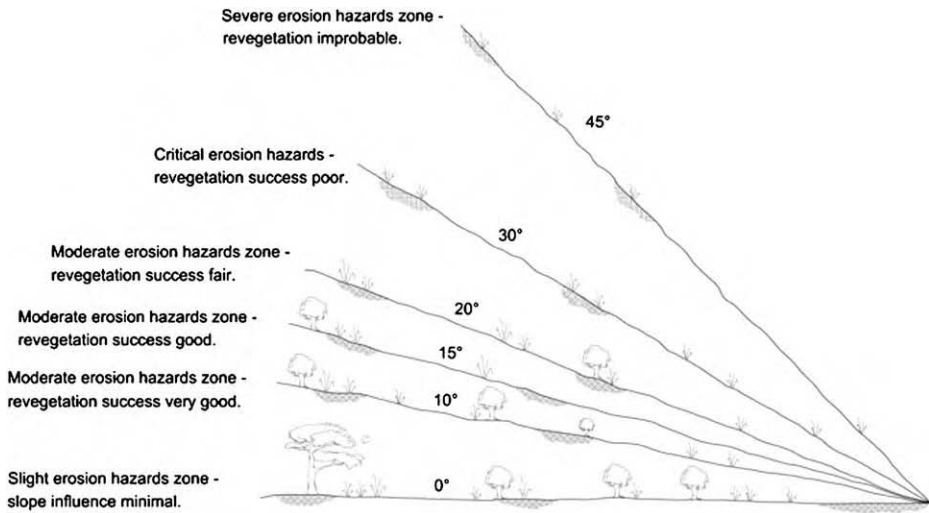 Severe erosion hazards zone -
revegetation improbable.
45°
Critical erosion hazards -
revegetation success poor.
30°
Moderate erosion hazards zone -
revegetation success fair.
20°
Moderate erosion hazards zone -
revegetation success good.
15°
Moderate erosion hazards zone -
revegetation success very good.
10°
Slight erosion hazards zone -
slope influence minimal.
0°